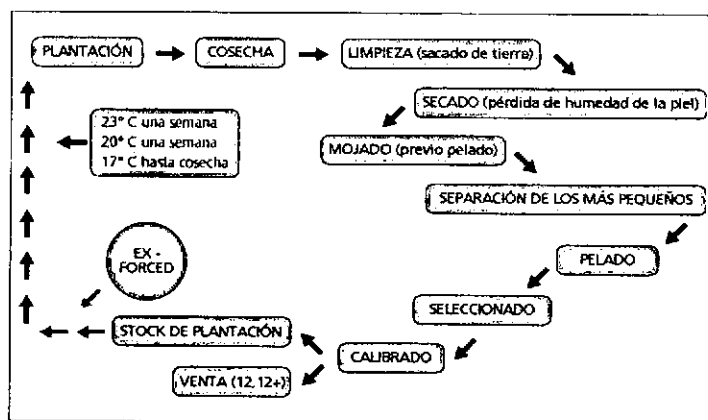 PLANTACIÓN
COSECHA
LIMPIEZA (sacado de tierra)
SECADO (pérdida de humedad de la piel)
23° C una semana
20° C una semana
17° C hasta cosecha
MOJADO (previo pelado)
SEPARACIÓN DE LOS MÁS PEQUEÑOS
EX -
FORCED
PELADO
SELECCIONADO
STOCK DE PLANTACIÓN
CALIBRADO
VENTA (12,12+)